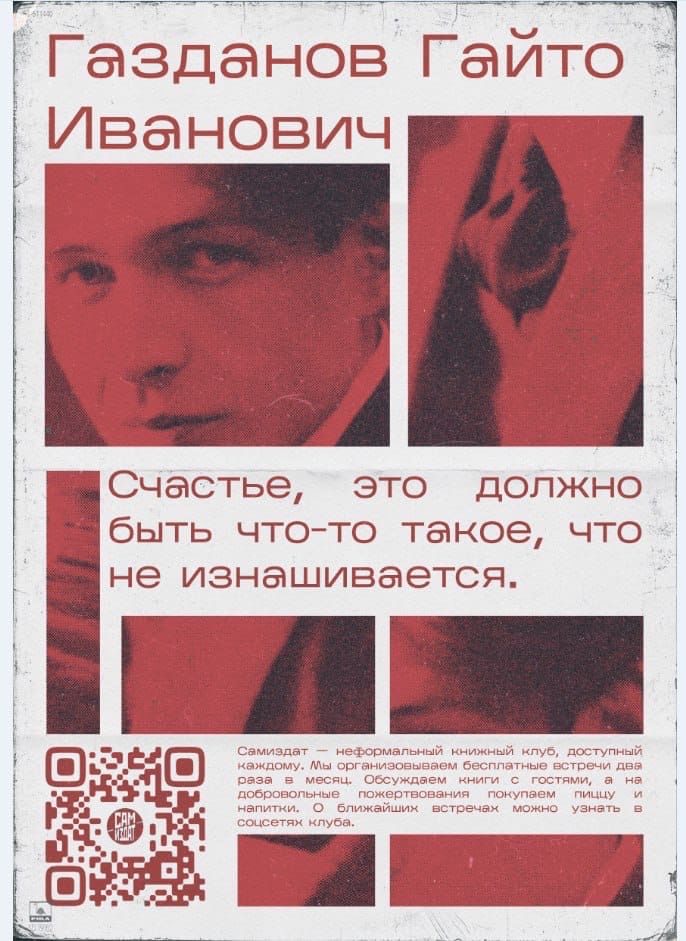 Газданов Гайто
Иванович
Счастье, это должно
быть что-то такое, что
не изнашивается.
Самиздат — неформальный книжный клуб, доступный
каждому. Мы организовываем бесплатные встречи два
раза в месяц. Обсуждаем книги с гостями, а на
добровольные пожертвования покупаем пиццу и
напитки. О ближайших встречах можно узнать в
соцсетях клуба.
САМ
ИЗДАТ